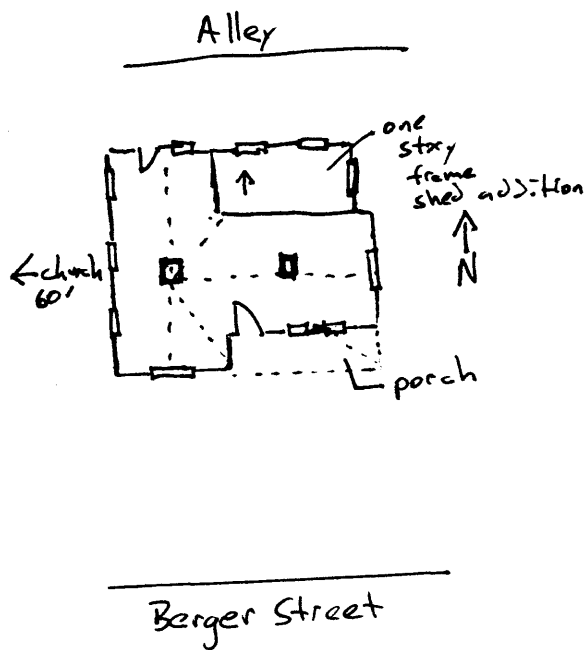 Alley
one
story
frame
shed addition
←church
60'
N
porch
Berger Street